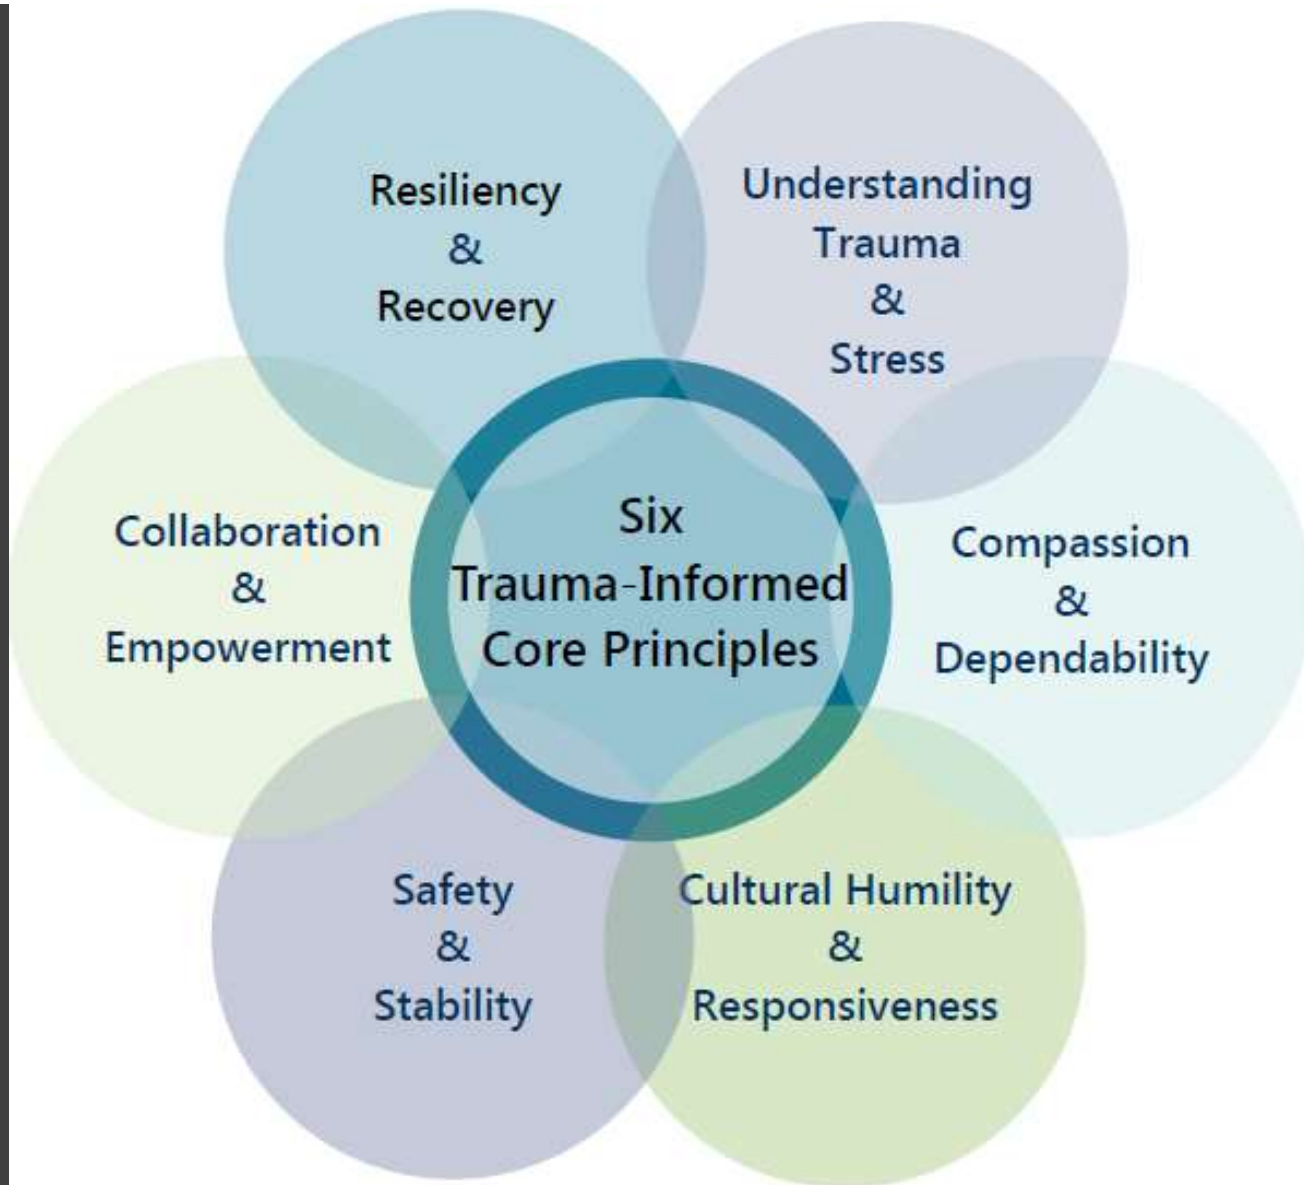 Resiliency
&
Recovery
Understanding
Trauma
&
Stress
Collaboration
&
Empowerment
Six
Trauma-Informed
Core Principles
Compassion
&
Dependability
Safety
&
Stability
Cultural Humility
&
Responsiveness